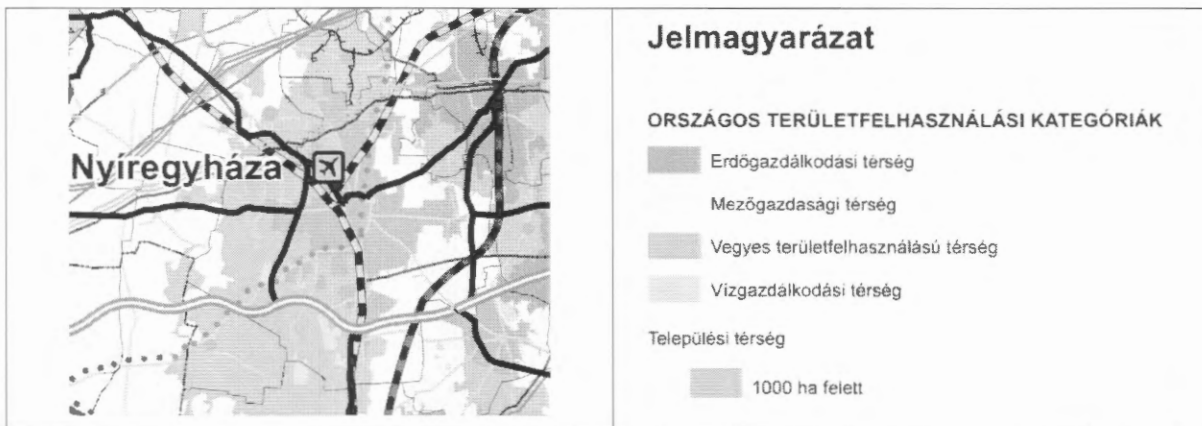 Nyíregyháza
Jelmagyarázat
ORSZÁGOS TERÜLETFELHASZNÁLÁSI KATEGÓRIÁK
Erdőgazdálkodási térség
Mezőgazdasági térség
Vegyes területfelhasználású térség
Vízgazdálkodási térség
Települési térség
1000 ha felett